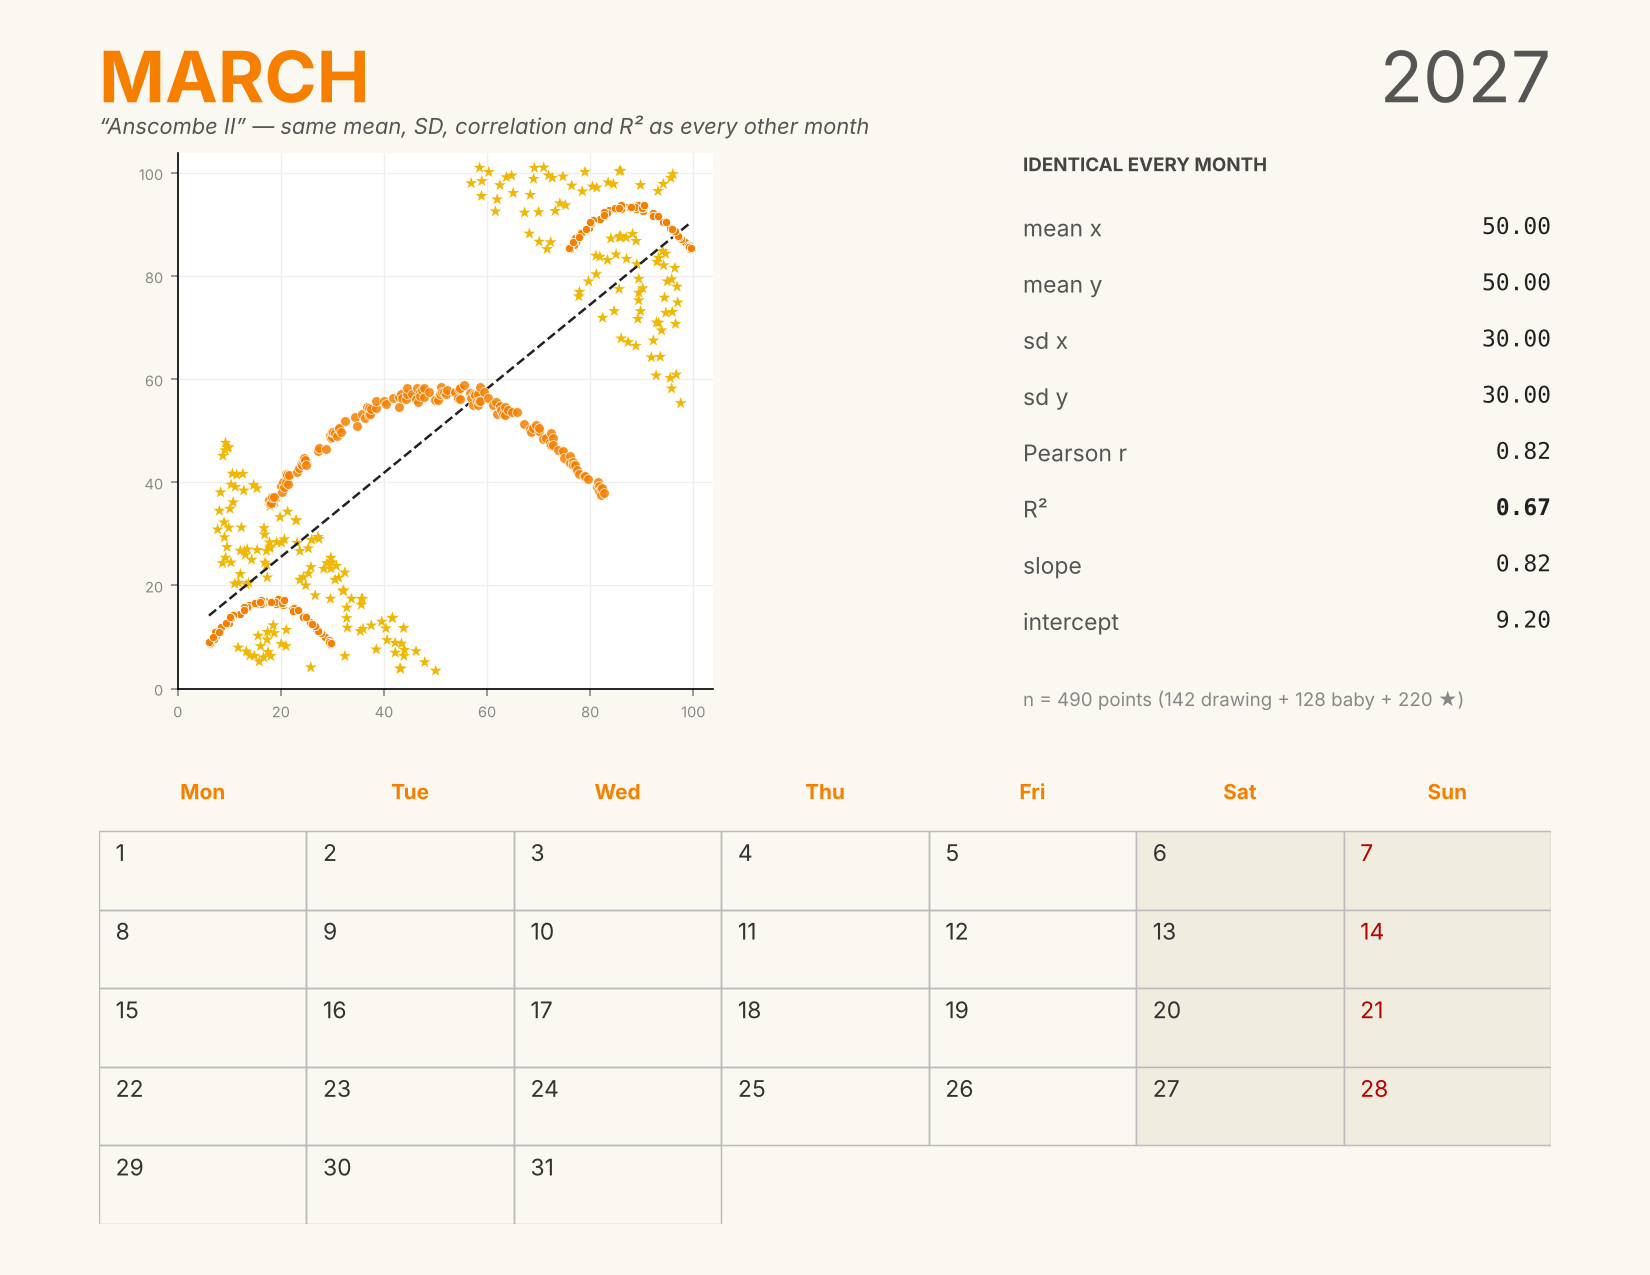 MARCH 2027
“Anscombe II” — same mean, SD, correlation and R² as every other month
100
80
60
40
20
0
0 20 40 60 80 100
IDENTICAL EVERY MONTH
mean x 50.00
mean y 50.00
sd x 30.00
sd y 30.00
Pearson r 0.82
R² 0.67
slope 0.82
intercept 9.20
n = 490 points (142 drawing + 128 baby + 220 ★)
Mon Tue Wed Thu Fri Sat Sun
1 2 3 4 5 6 7
8 9 10 11 12 13 14
15 16 17 18 19 20 21
22 23 24 25 26 27 28
29 30 31